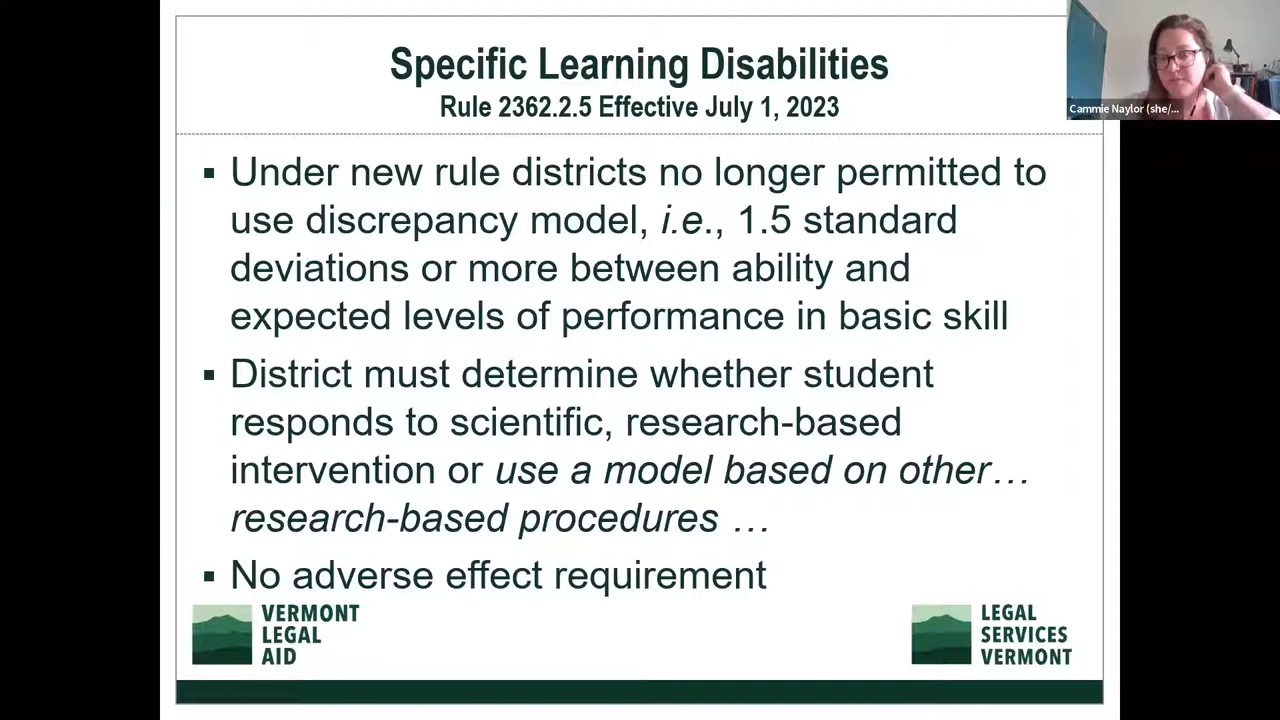 Specific Learning Disabilities
Rule 2362.2.5 Effective July 1, 2023
Cammie Naylor (she/...
▪ Under new rule districts no longer permitted to
use discrepancy model, i.e., 1.5 standard
deviations or more between ability and
expected levels of performance in basic skill
▪ District must determine whether student
responds to scientific, research-based
intervention or use a model based on other…
research-based procedures …
▪ No adverse effect requirement
VERMONT
LEGAL
AID
LEGAL
SERVICES
VERMONT